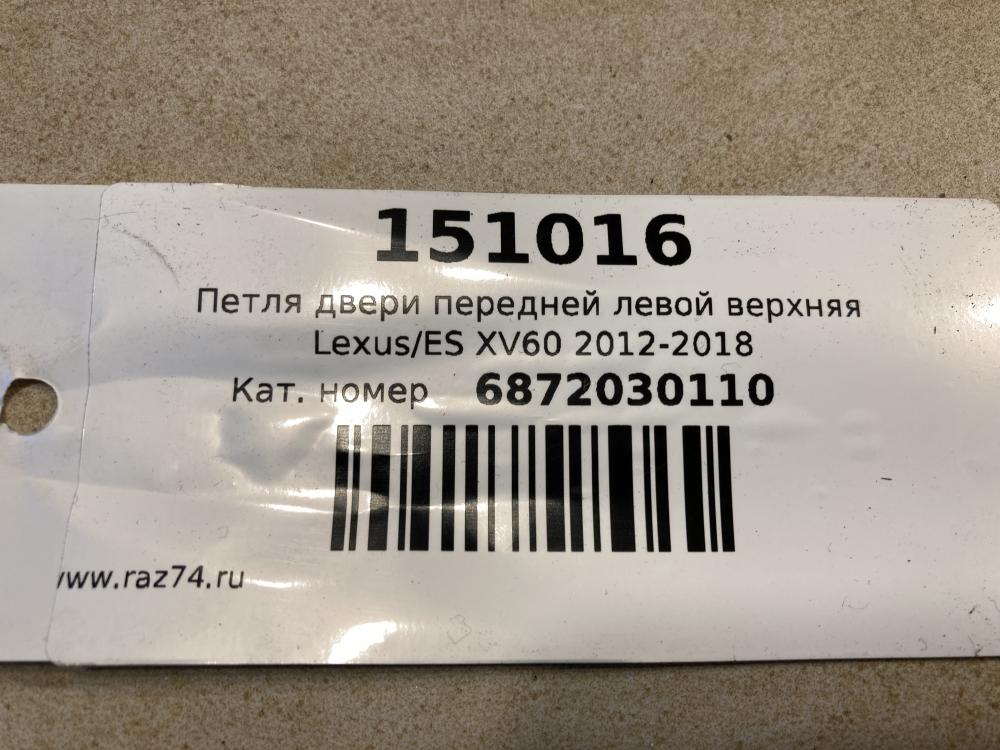 151016
Петля двери передней левой верхняя
Lexus/ES XV60 2012-2018
Кат. номер 6872030110
www.raz74.ru